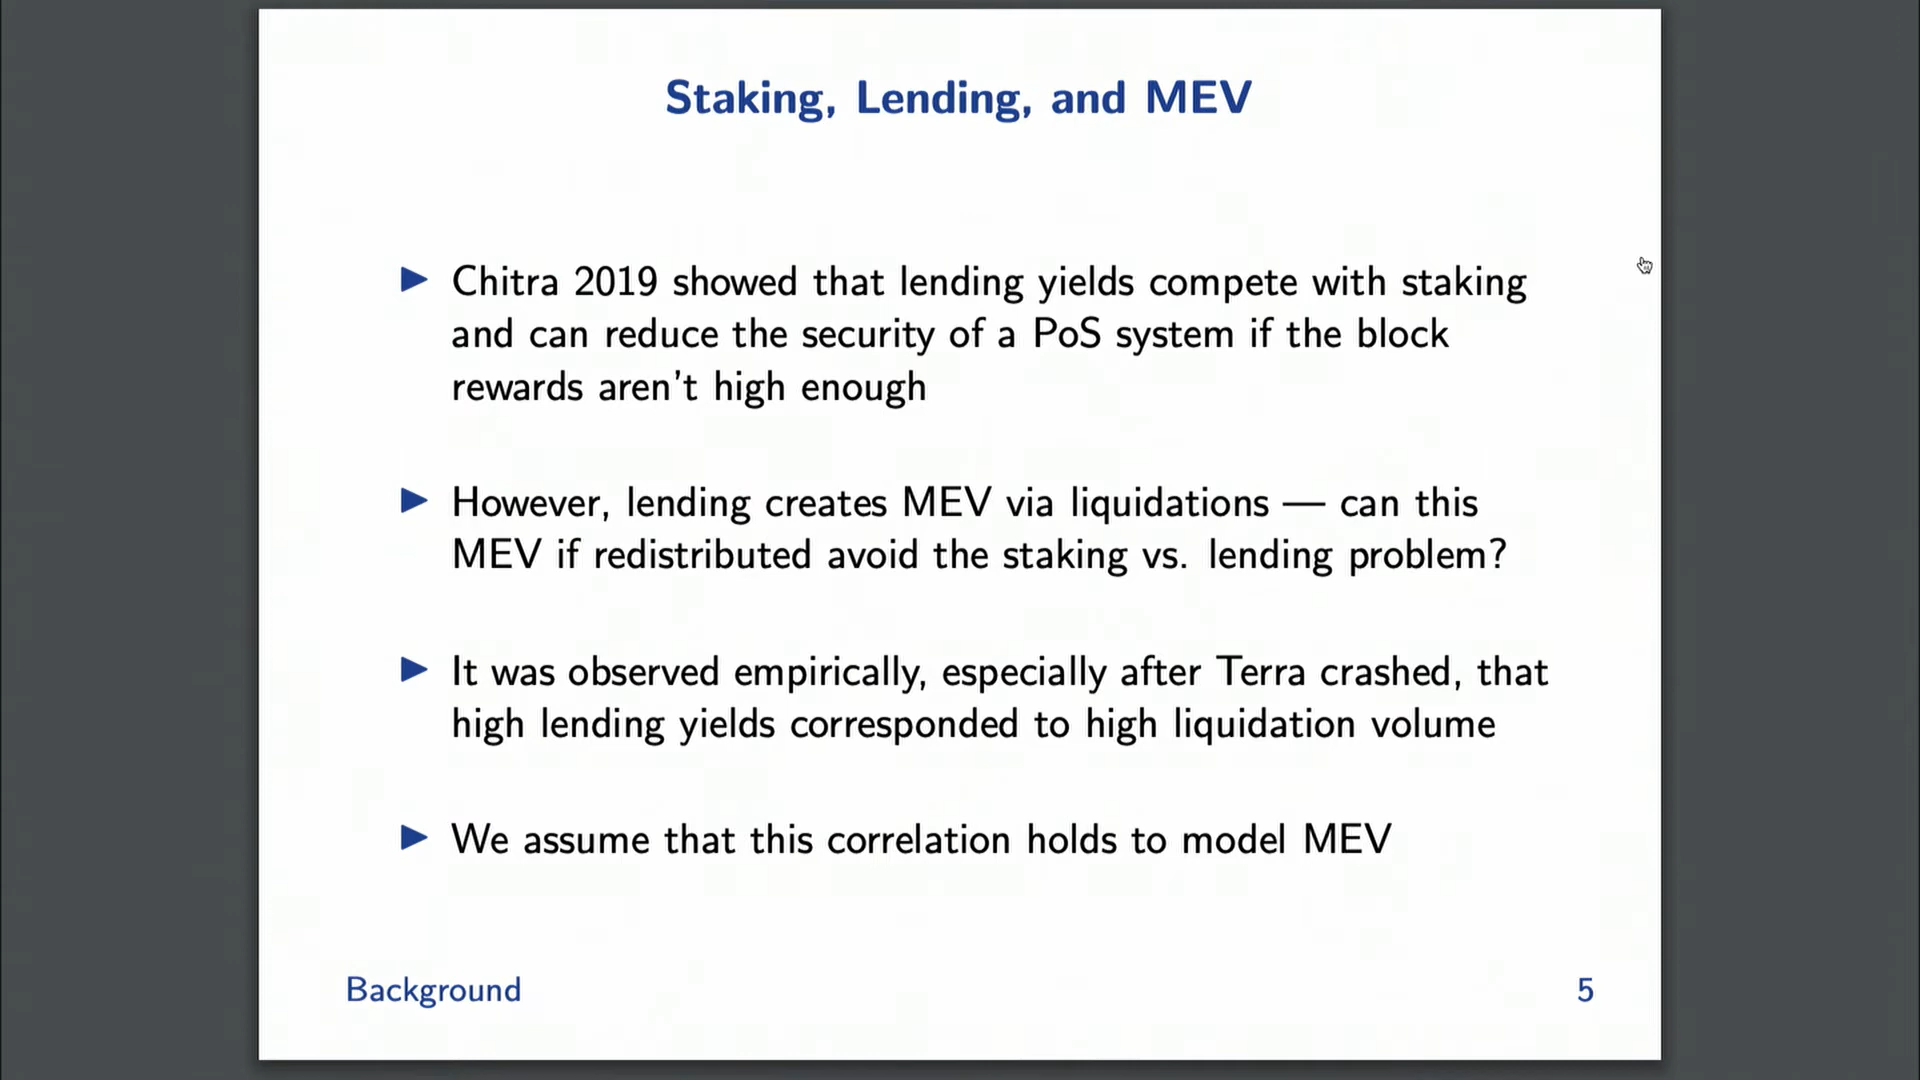 Staking, Lending, and MEV
Chitra 2019 showed that lending yields compete with staking
and can reduce the security of a PoS system if the block
rewards aren't high enough
However, lending creates MEV via liquidations — can this
MEV if redistributed avoid the staking vs. lending problem?
It was observed empirically, especially after Terra crashed, that
high lending yields corresponded to high liquidation volume
We assume that this correlation holds to model MEV
Background
5